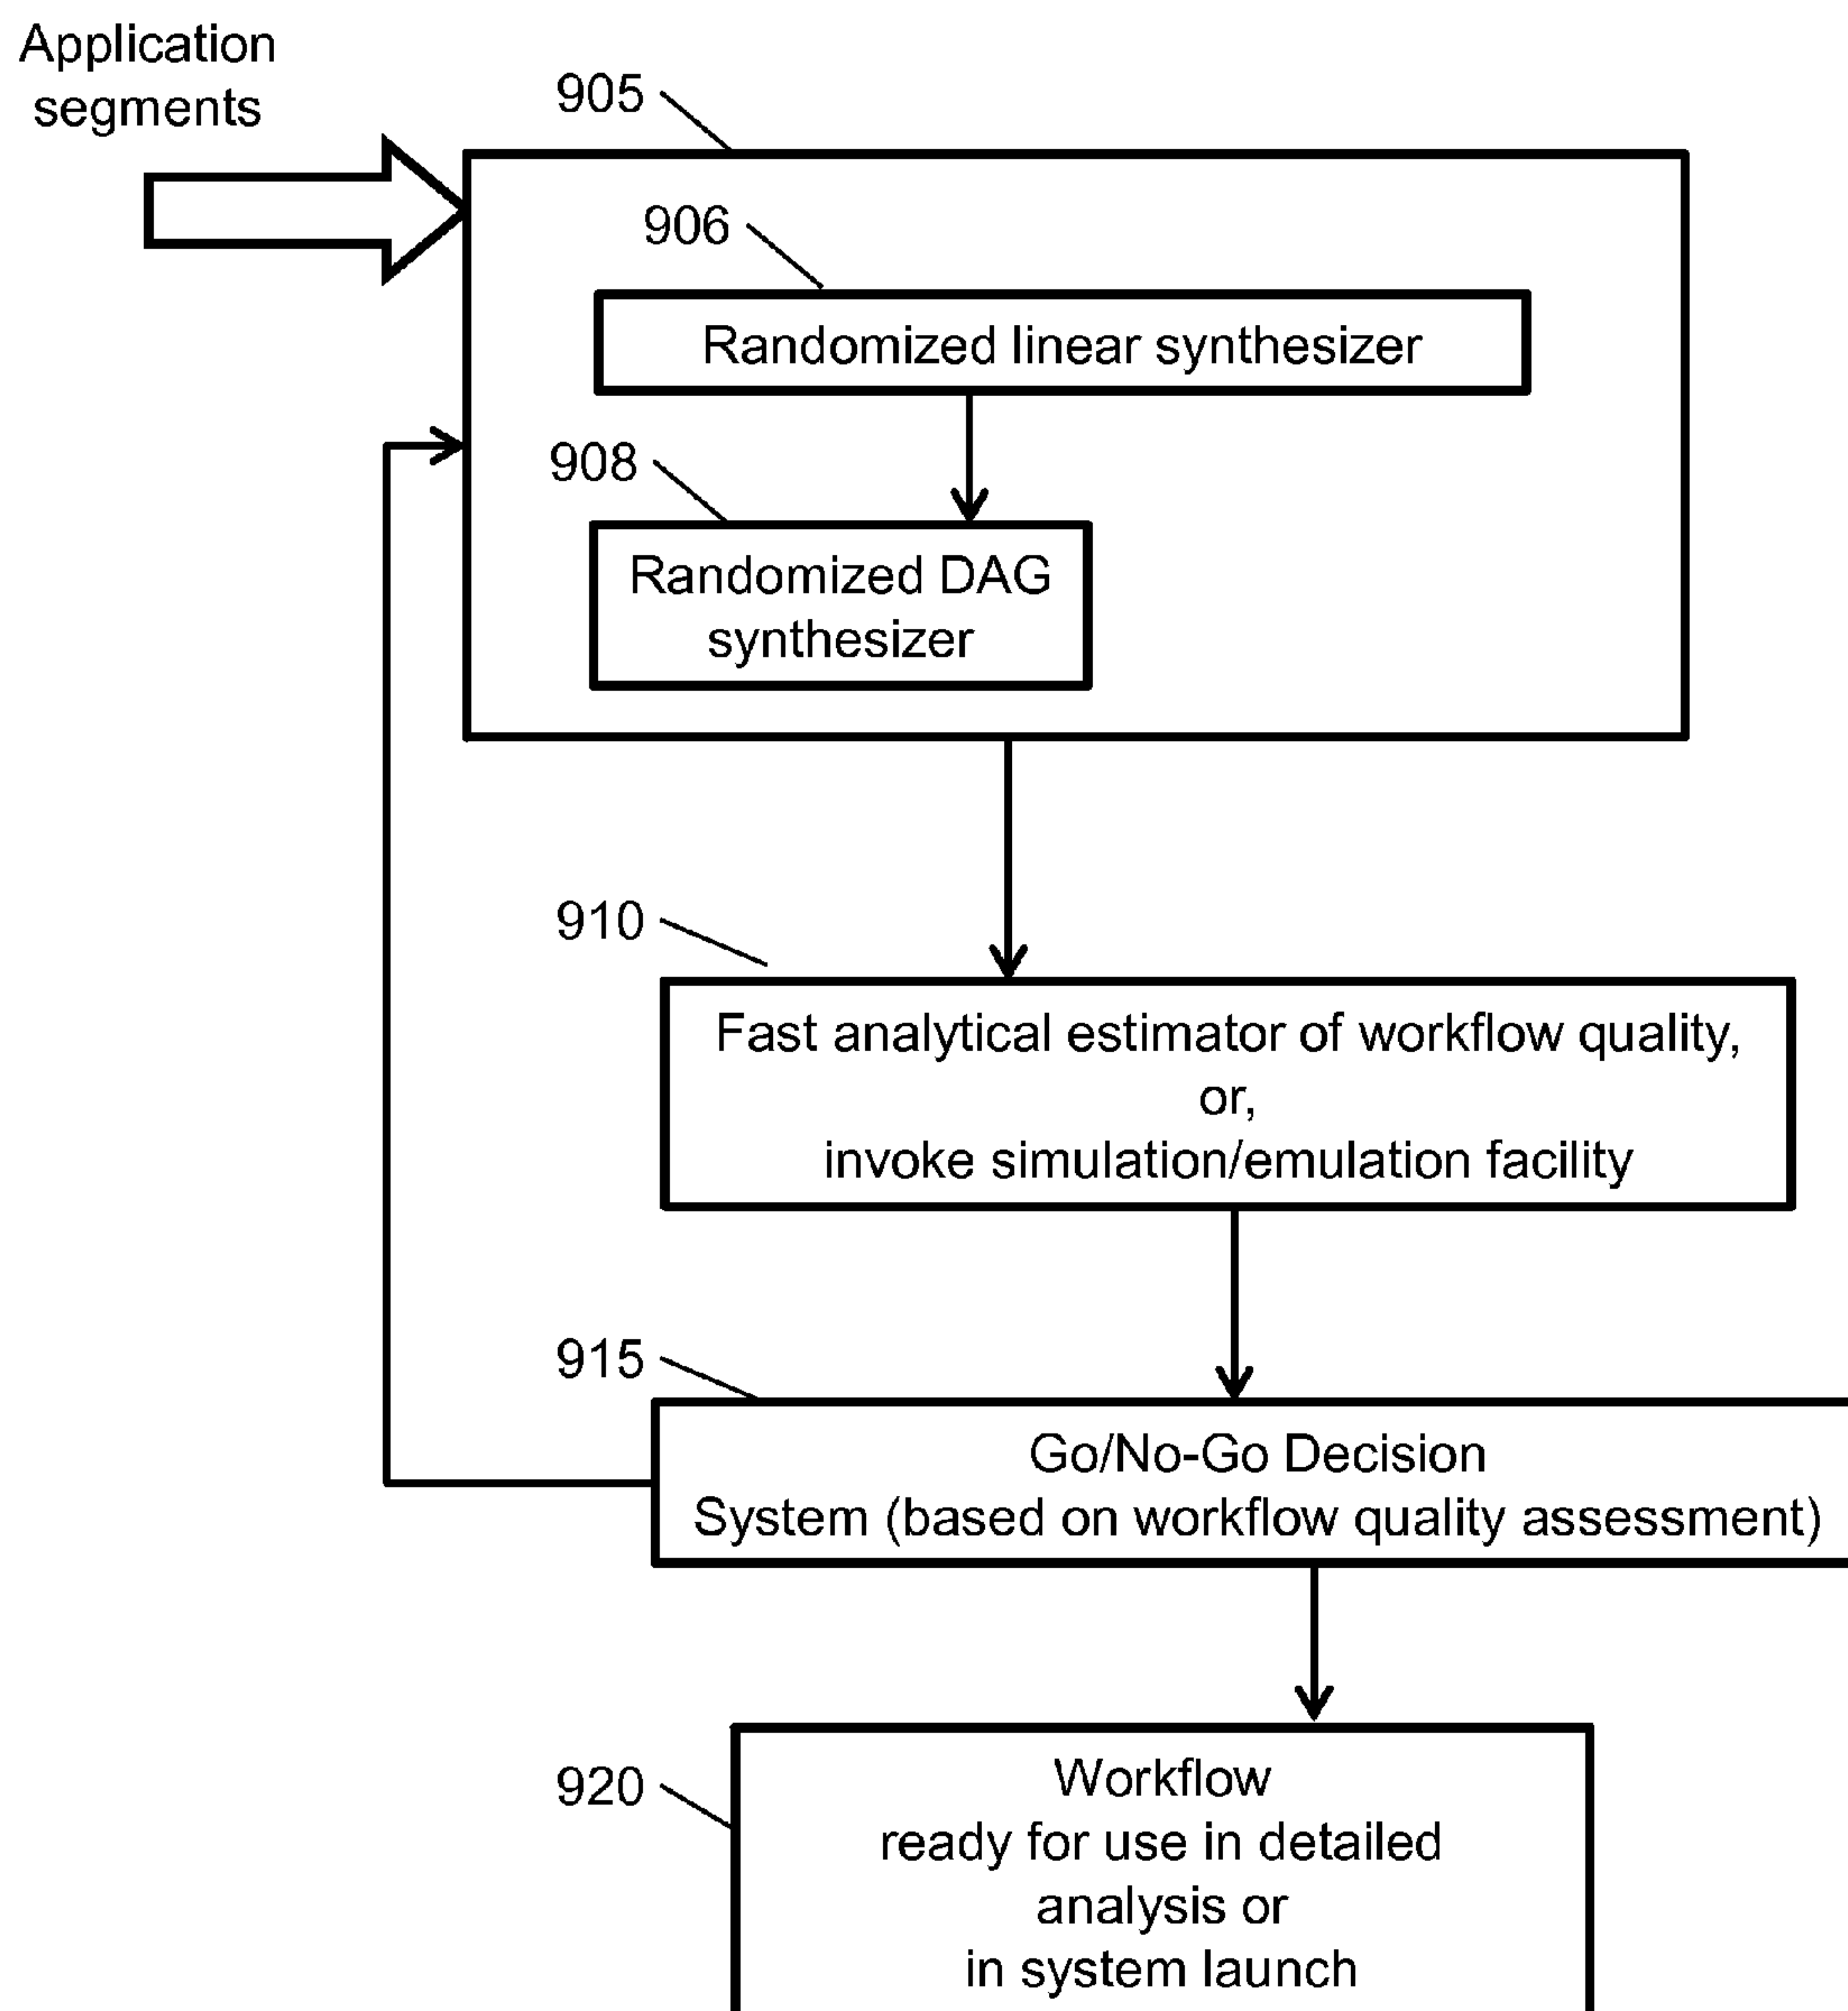 Application
segments
905
906
Randomized linear synthesizer
908
Randomized DAG
synthesizer
910
Fast analytical estimator of workflow quality,
or,
invoke simulation/emulation facility
915
Go/No-Go Decision
System (based on workflow quality assessment)
920
Workflow
ready for use in detailed
analysis or
in system launch